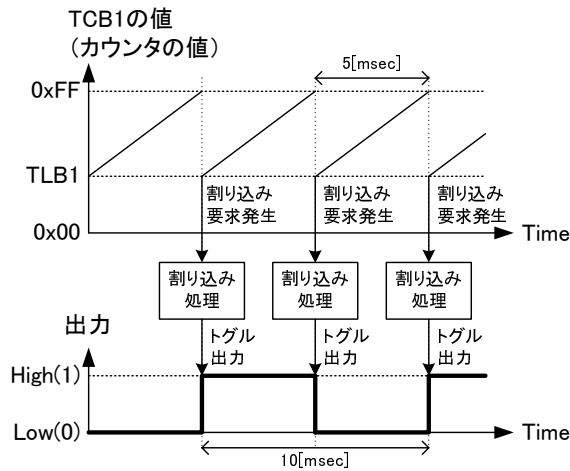 TCB1の値
(カウンタの値)
5[msec]
0xFF
TLB1
0x00
割り込み
要求発生
割り込み
要求発生
割り込み
要求発生
Time
割り込み
処理
割り込み
処理
割り込み
処理
出力
トグル
出力
トグル
出力
トグル
出力
High(1)
Low(0)
Time
10[msec]